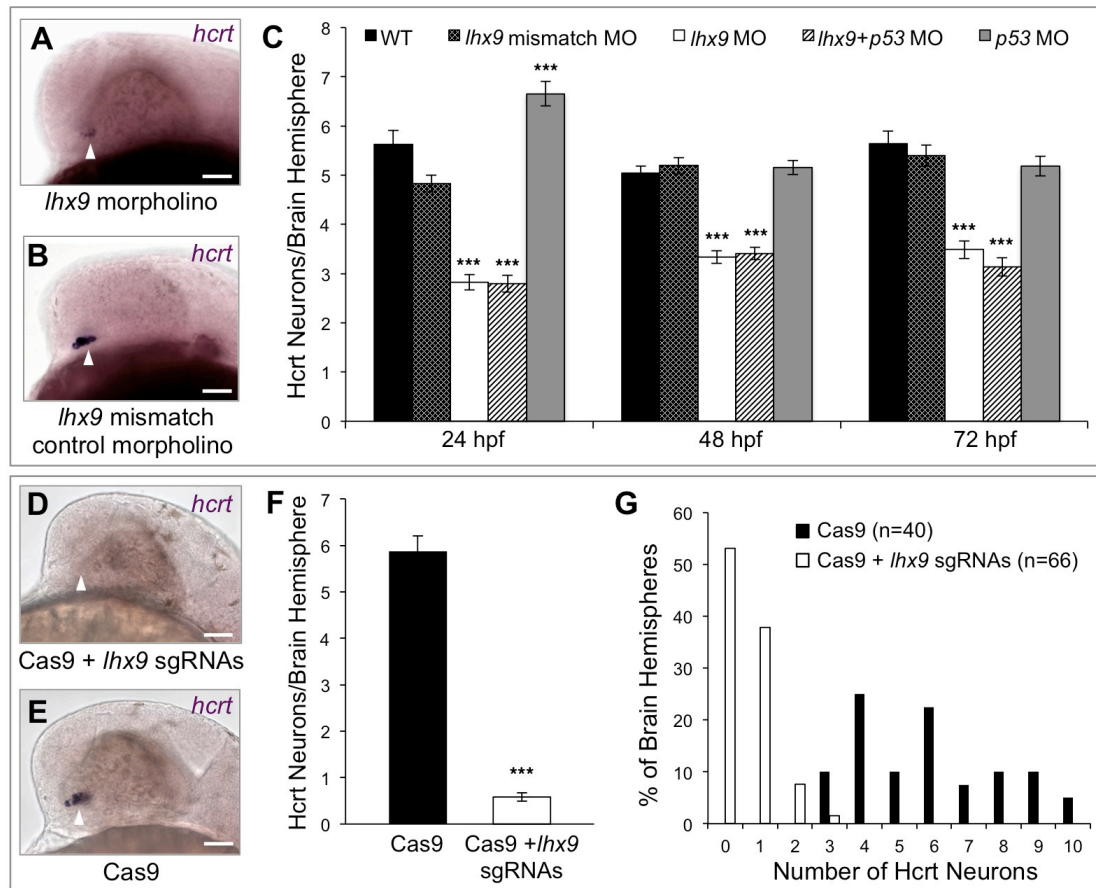 A
hcrt
lhx9 morpholino
B
hcrt
lhx9 mismatch
control morpholino
C
WT
lhx9 mismatch MO
lhx9 MO
lhx9+p53 MO
p53 MO
Hcrt Neurons/Brain Hemisphere
8
7
6
5
4
3
2
1
0
***
***
***
***
***
***
***
24 hpf
48 hpf
72 hpf
D
hcrt
Cas9 + lhx9 sgRNAs
E
hcrt
Cas9
F
Hcrt Neurons/Brain Hemisphere
7
6
5
4
3
2
1
0
***
Cas9
Cas9 +lhx9
sgRNAs
G
Cas9 (n=40)
Cas9 + lhx9 sgRNAs (n=66)
% of Brain Hemispheres
60
50
40
30
20
10
0
0 1 2 3 4 5 6 7 8 9 10
Number of Hcrt Neurons